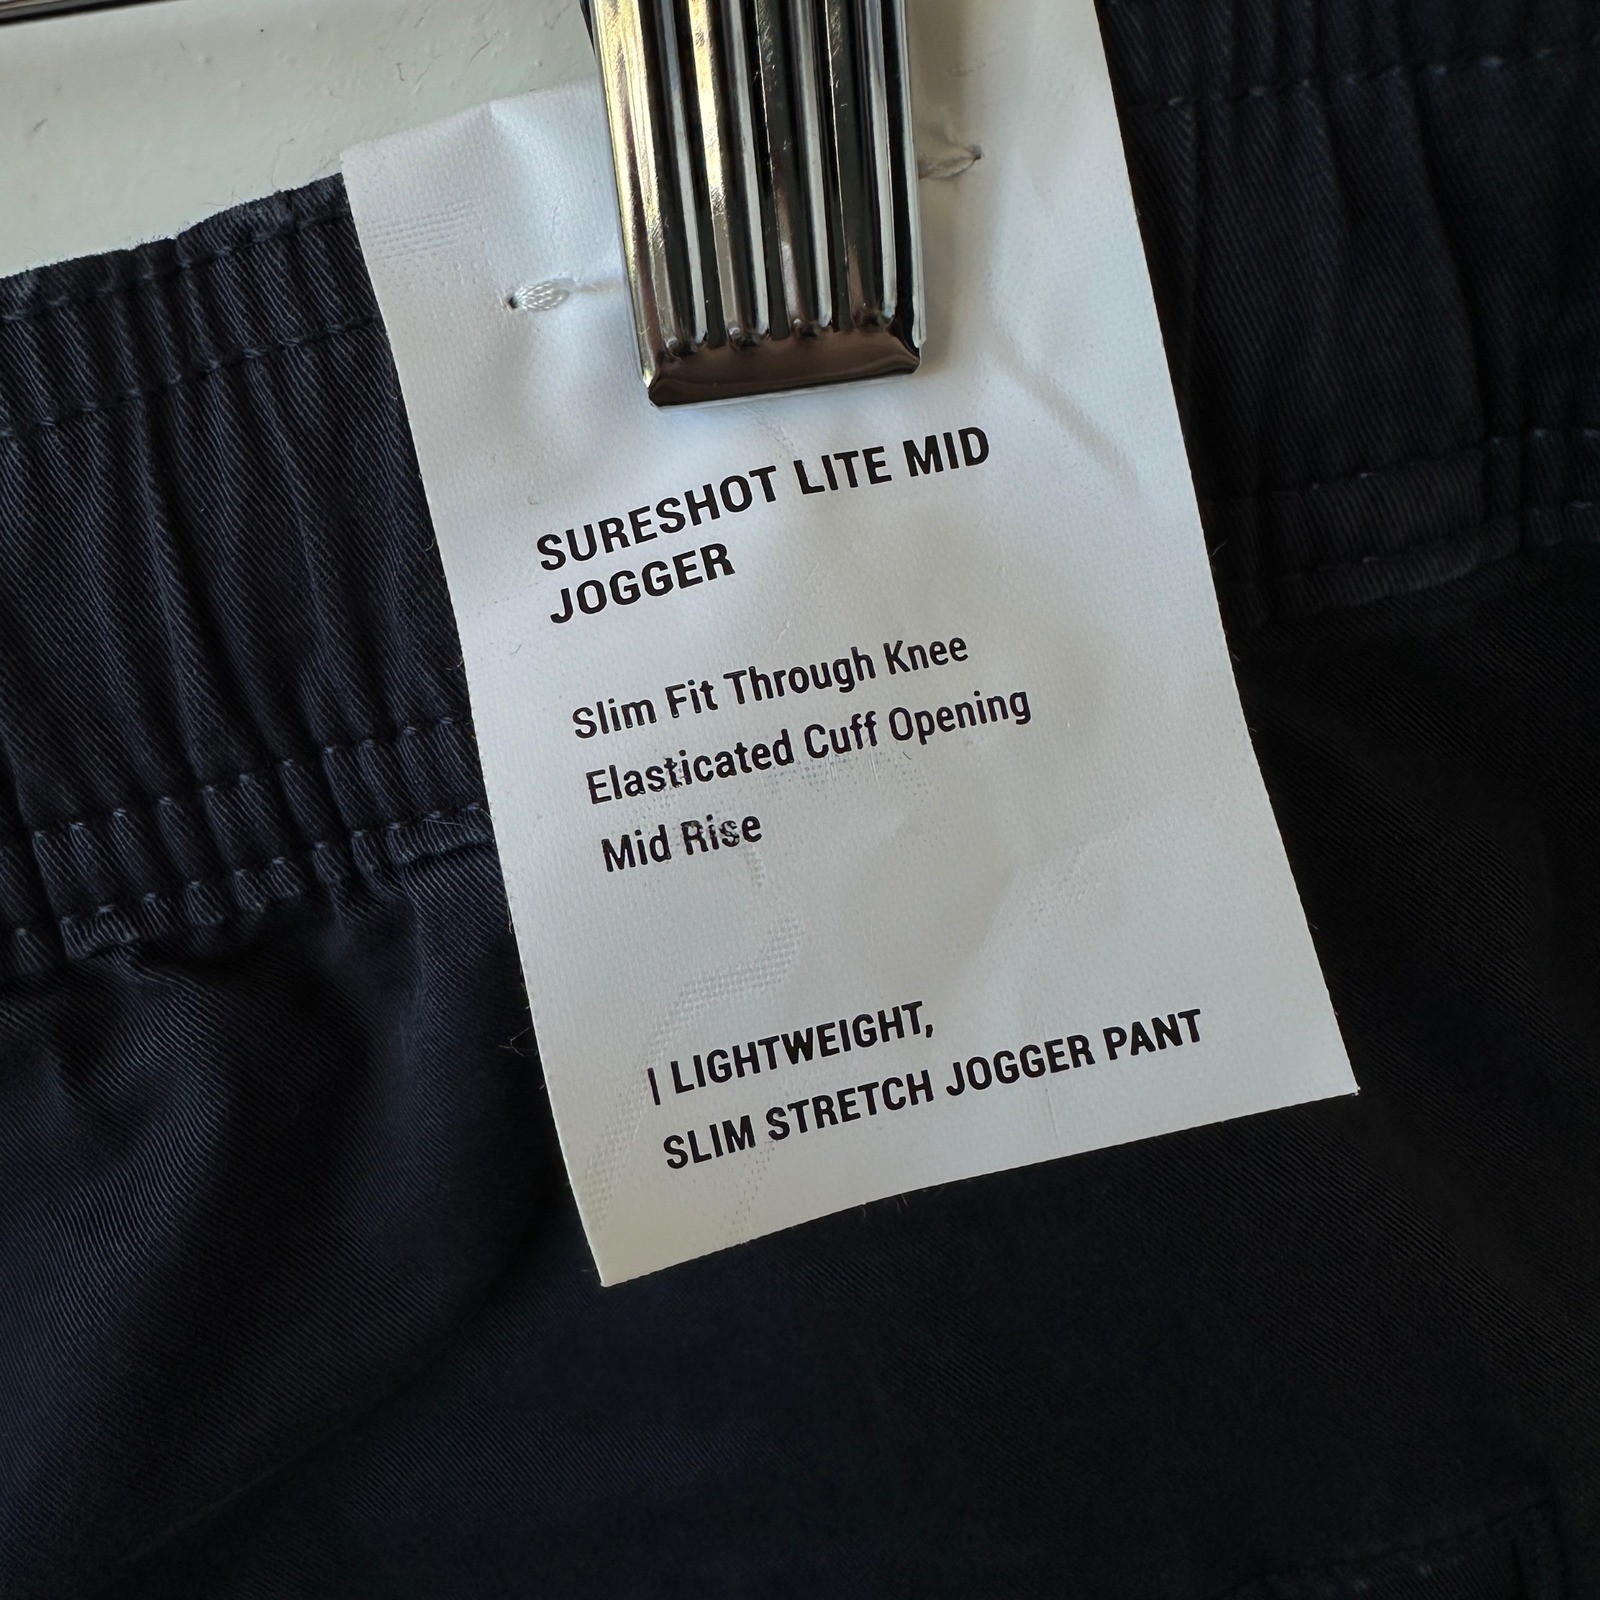 SURESHOT LITE MID
JOGGER
Slim Fit Through Knee
Elasticated Cuff Opening
Mid Rise
| LIGHTWEIGHT,
SLIM STRETCH JOGGER PANT